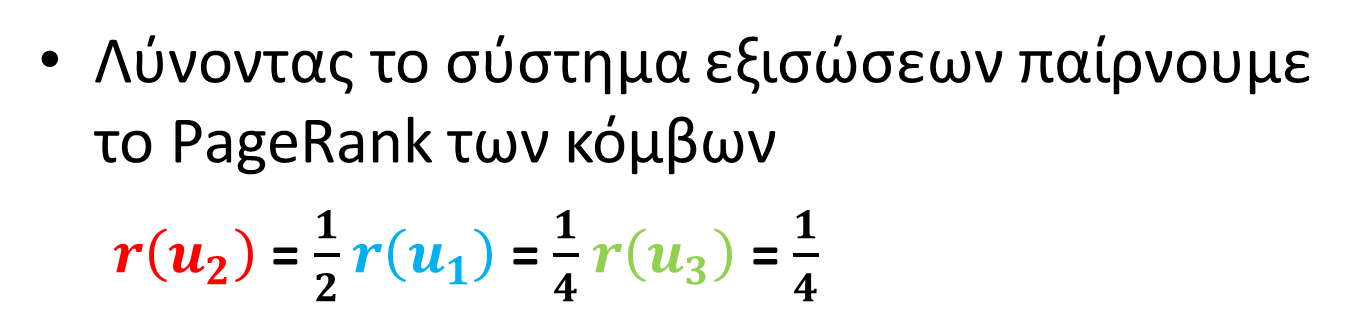 • Λύνοντας το σύστημα εξισώσεων παίρνουμε
το PageRank των κόμβων
r(u₂) = 1/2 r(u₁) = 1/4 r(u₃) = 1/4